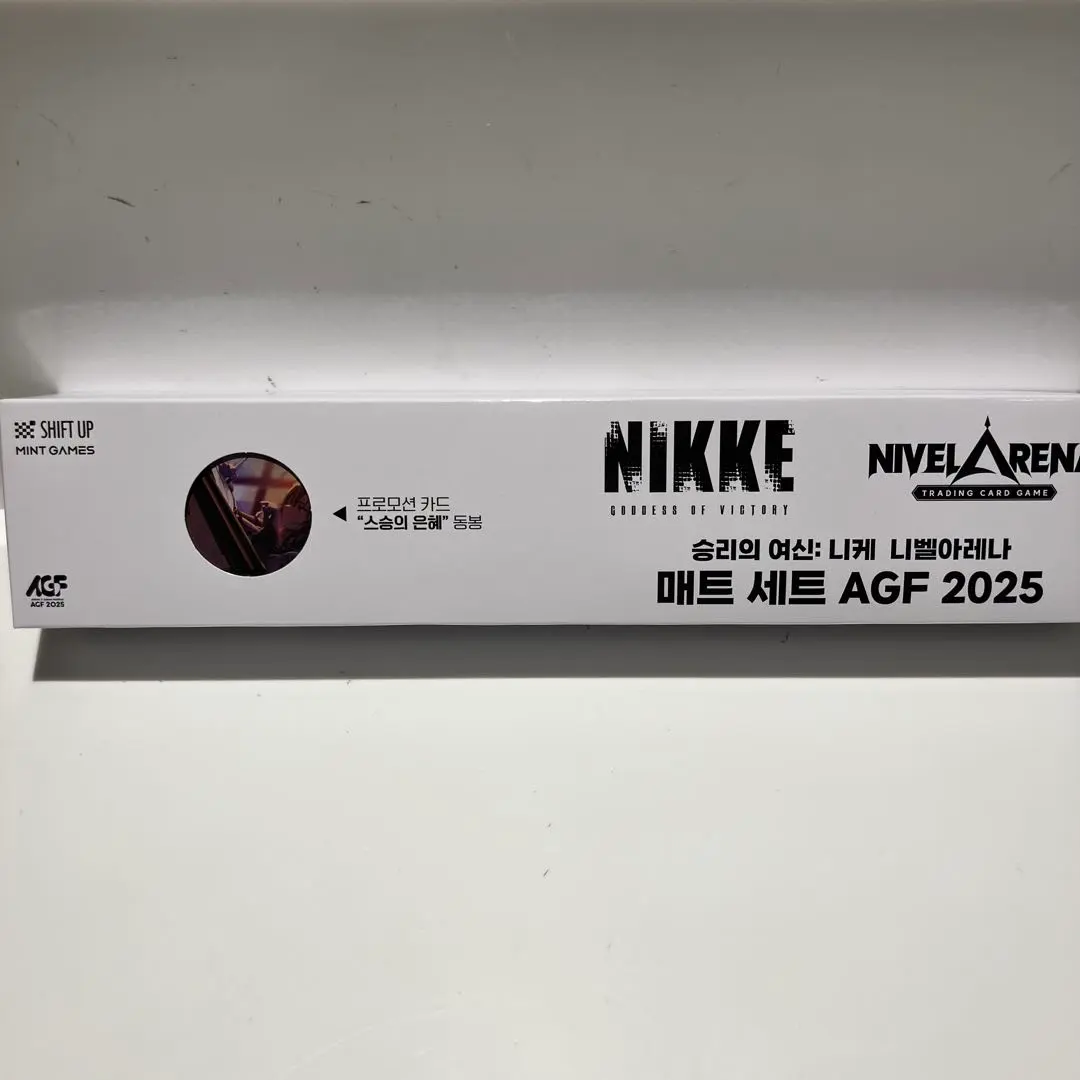 SHIFT UP
MINT GAMES
프로모션 카드
“스승의 은혜” 동봉
AGF
AGF 2025
NIKKE
GODDESS OF VICTORY
NIVEL ARENA
TRADING CARD GAME
승리의 여신: 니케 니벨아레나
매트 세트 AGF 2025